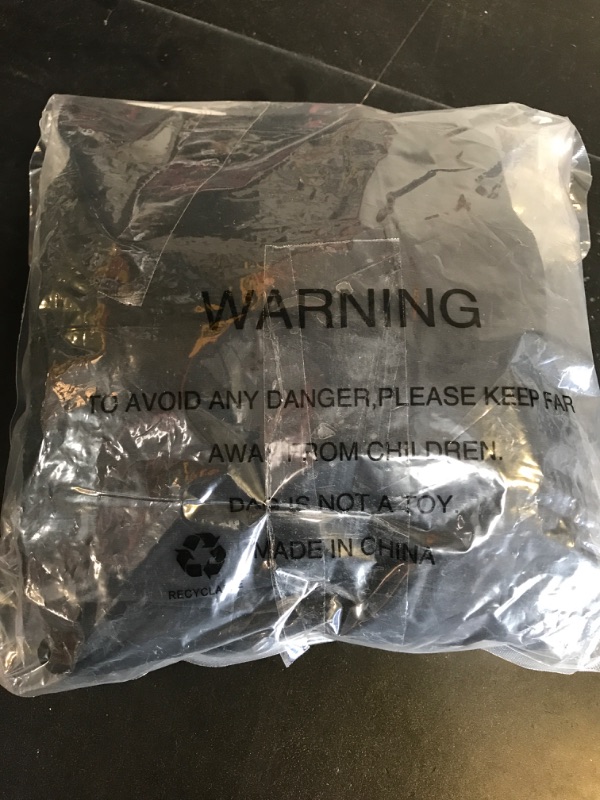 WARNING
TO AVOID ANY DANGER,PLEASE KEEP FAR
AWAY FROM CHILDREN.
IS NOT A TOY
MADE IN CHINA